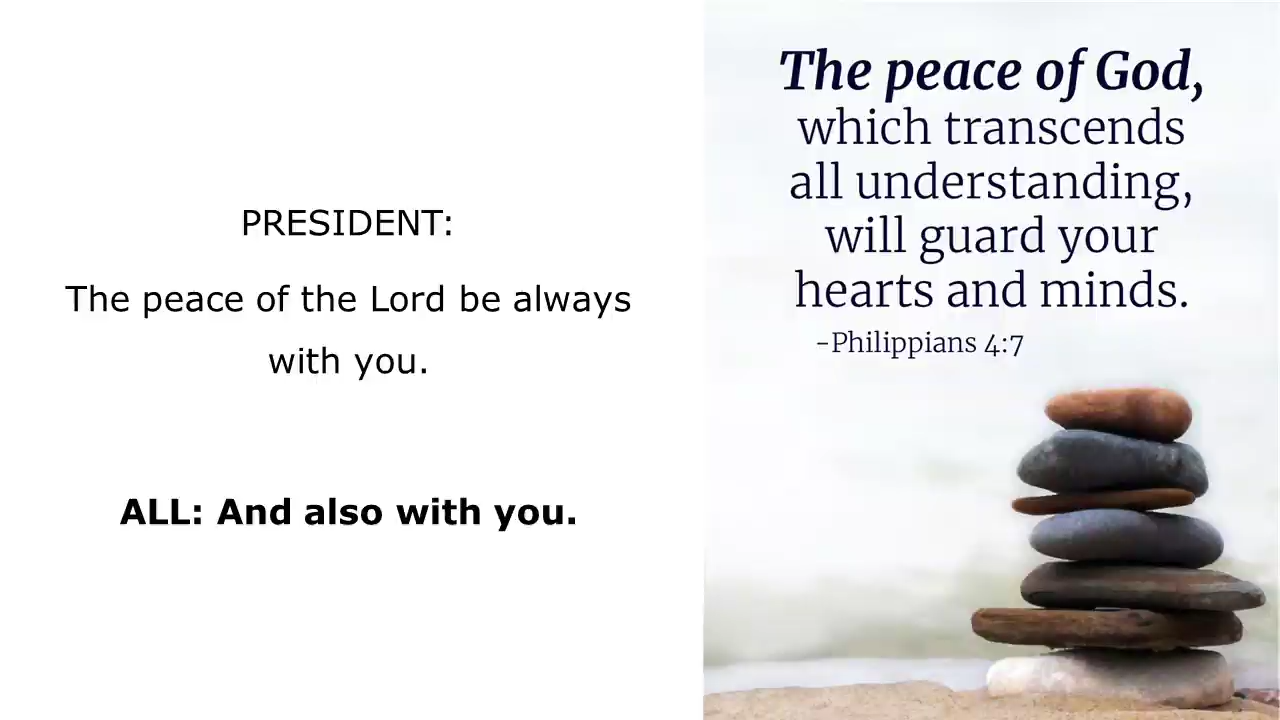 PRESIDENT:
The peace of the Lord be always
with you.
ALL: And also with you.
The peace of God,
which transcends
all understanding,
will guard your
hearts and minds.
-Philippians 4:7